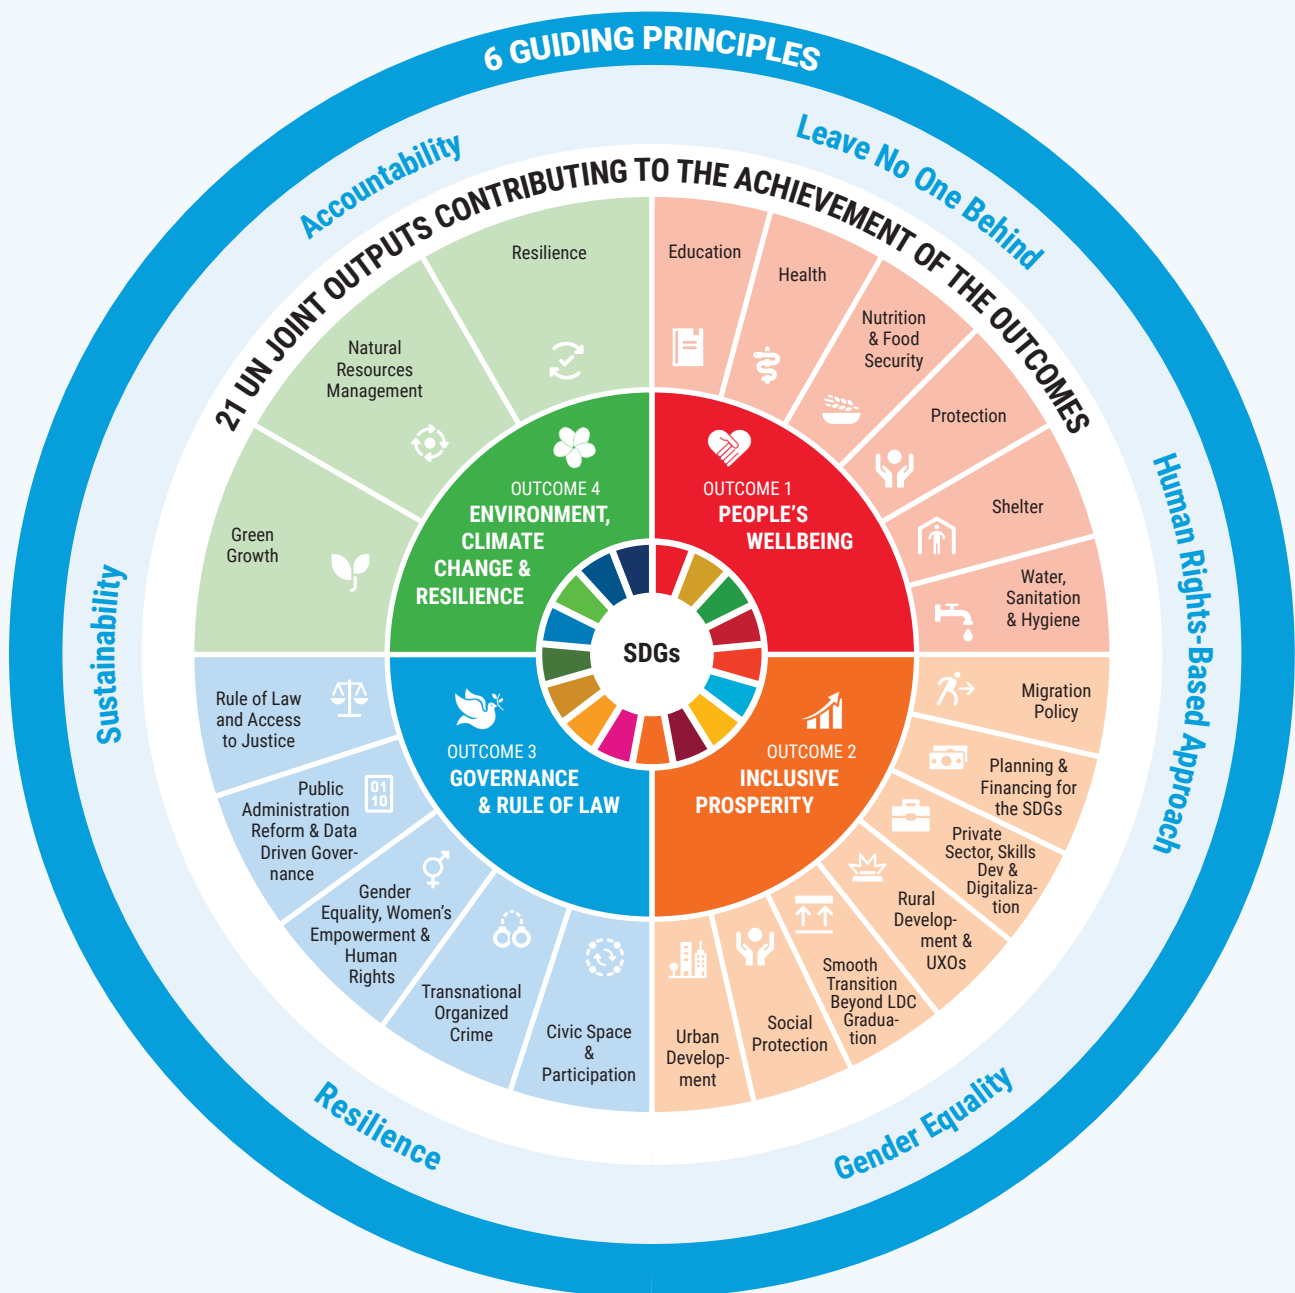 6 GUIDING PRINCIPLES
Leave No One Behind
Human Rights-Based Approach
Gender Equality
Resilience
Sustainability
Accountability
21 UN JOINT OUTPUTS CONTRIBUTING TO THE ACHIEVEMENT OF THE OUTCOMES
Education
Health
Nutrition
& Food
Security
Protection
Shelter
Water,
Sanitation
& Hygiene
Migration
Policy
Planning &
Financing for
the SDGs
Private
Sector, Skills
Dev &
Digitaliza-
tion
Rural
Develop-
ment &
UXOs
Smooth
Transition
Beyond LDC
Gradua-
tion
Social
Protection
Urban
Develop-
ment
Civic Space
&
Participation
Transnational
Organized
Crime
Gender
Equality, Women's
Empowerment &
Human
Rights
Public
Administration
Reform & Data
Driven Gover-
nance
01
10
Rule of Law
and Access
to Justice
Green
Growth
Natural
Resources
Management
Resilience
OUTCOME 1
PEOPLE'S
WELLBEING
OUTCOME 2
INCLUSIVE
PROSPERITY
OUTCOME 3
GOVERNANCE
& RULE OF LAW
OUTCOME 4
ENVIRONMENT,
CLIMATE
CHANGE &
RESILIENCE
SDGs